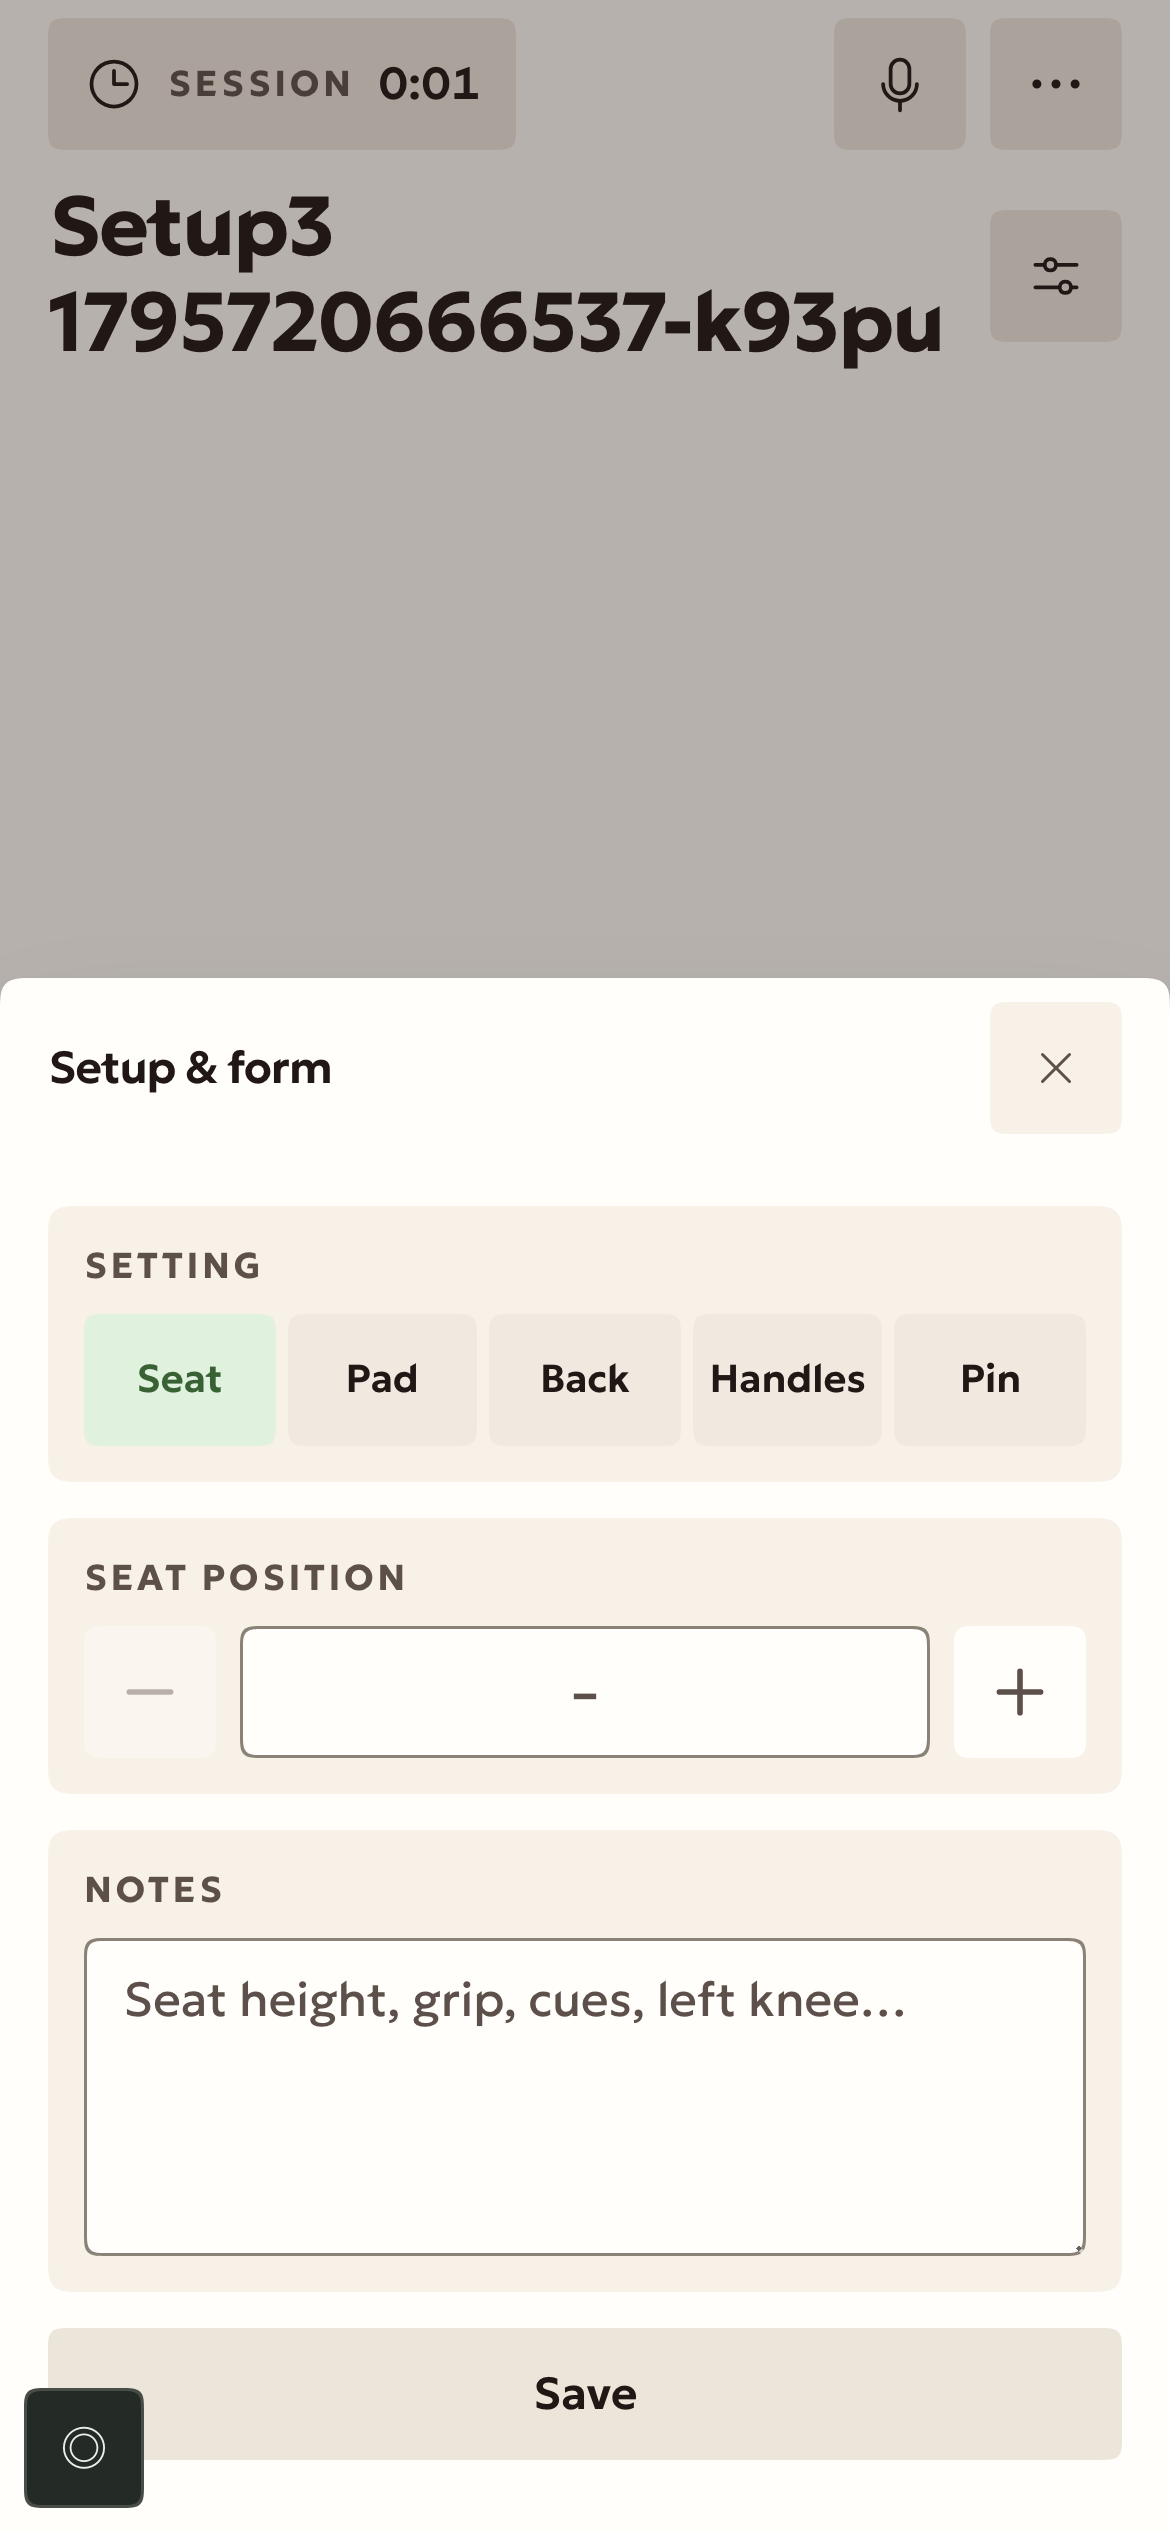 SESSION 0:01
Setup3
1795720666537-k93pu
Setup & form
SETTING
Seat Pad Back Handles Pin
SEAT POSITION
–
NOTES
Seat height, grip, cues, left knee...
Save